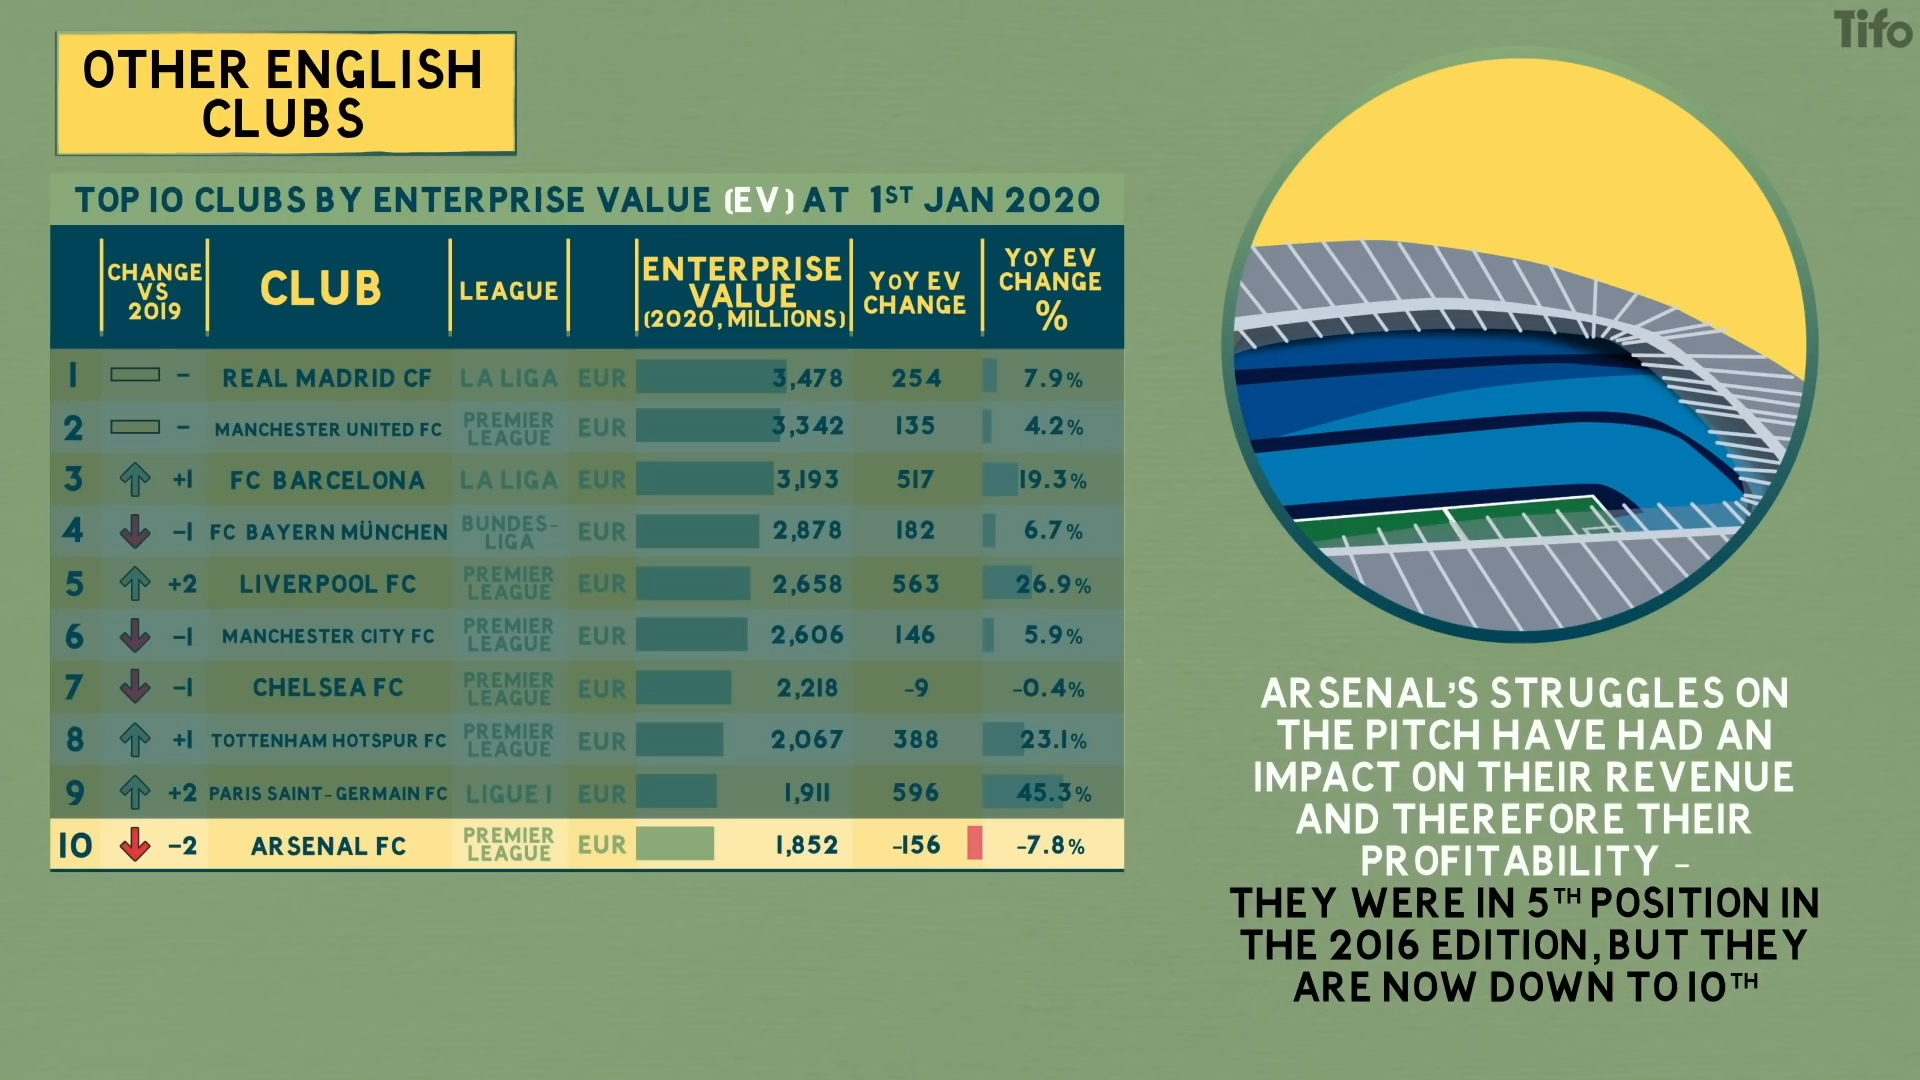 Tifo
OTHER ENGLISH
CLUBS
TOP 10 CLUBS BY ENTERPRISE VALUE (EV) AT 1ST JAN 2020
CHANGE
VS
2019
CLUB
LEAGUE
ENTERPRISE
VALUE
(2020, MILLIONS)
YOY EV
CHANGE
YOY EV
CHANGE
%
1 – REAL MADRID CF LA LIGA EUR 3,478 254 7.9%
2 – MANCHESTER UNITED FC PREMIER LEAGUE EUR 3,342 135 4.2%
3 +1 FC BARCELONA LA LIGA EUR 3,193 517 19.3%
4 –1 FC BAYERN MÜNCHEN BUNDES–LIGA EUR 2,878 182 6.7%
5 +2 LIVERPOOL FC PREMIER LEAGUE EUR 2,658 563 26.9%
6 –1 MANCHESTER CITY FC PREMIER LEAGUE EUR 2,606 146 5.9%
7 –1 CHELSEA FC PREMIER LEAGUE EUR 2,218 -9 -0.4%
8 +1 TOTTENHAM HOTSPUR FC PREMIER LEAGUE EUR 2,067 388 23.1%
9 +2 PARIS SAINT-GERMAIN FC LIGUE 1 EUR 1,911 596 45.3%
10 –2 ARSENAL FC PREMIER LEAGUE EUR 1,852 -156 -7.8%
ARSENAL'S STRUGGLES ON
THE PITCH HAVE HAD AN
IMPACT ON THEIR REVENUE
AND THEREFORE THEIR
PROFITABILITY –
THEY WERE IN 5TH POSITION IN
THE 2016 EDITION, BUT THEY
ARE NOW DOWN TO 10TH